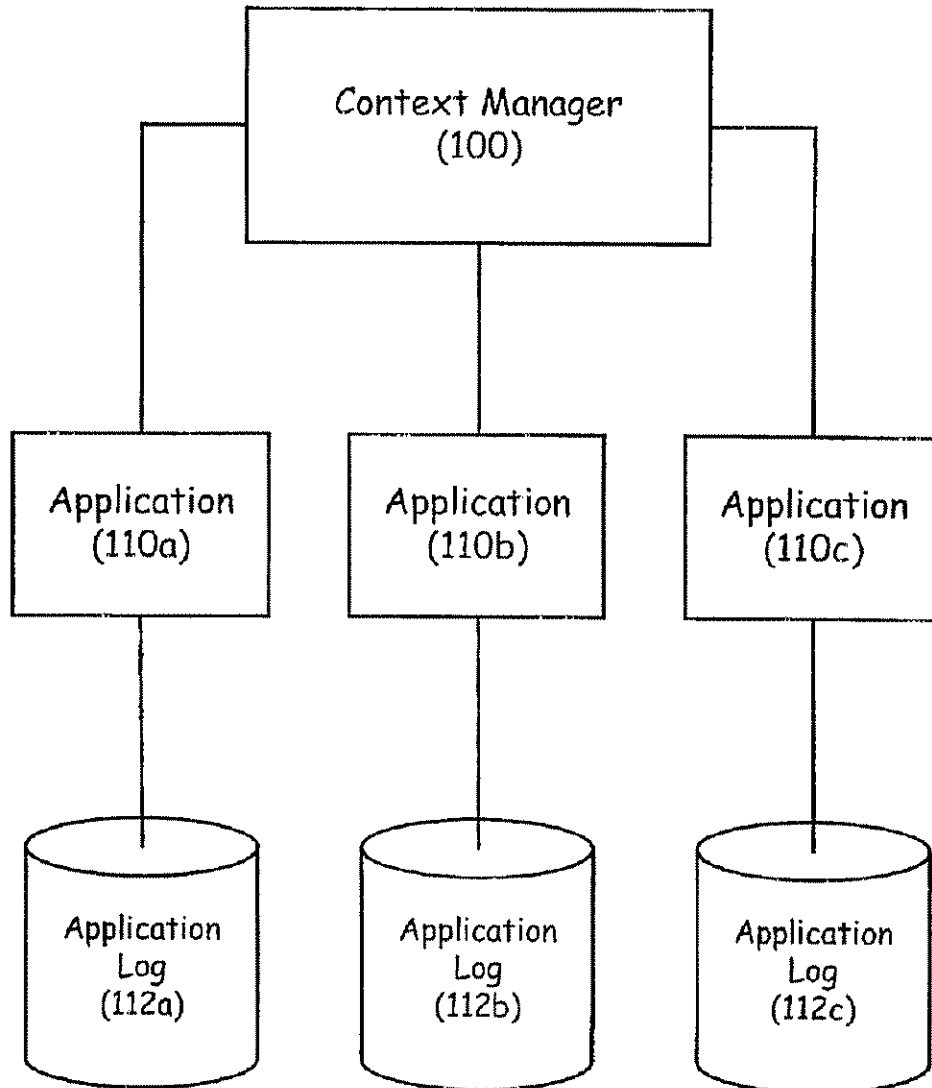 Context Manager
(100)
Application
(110a)
Application
(110b)
Application
(110c)
Application
Log
(112a)
Application
Log
(112b)
Application
Log
(112c)